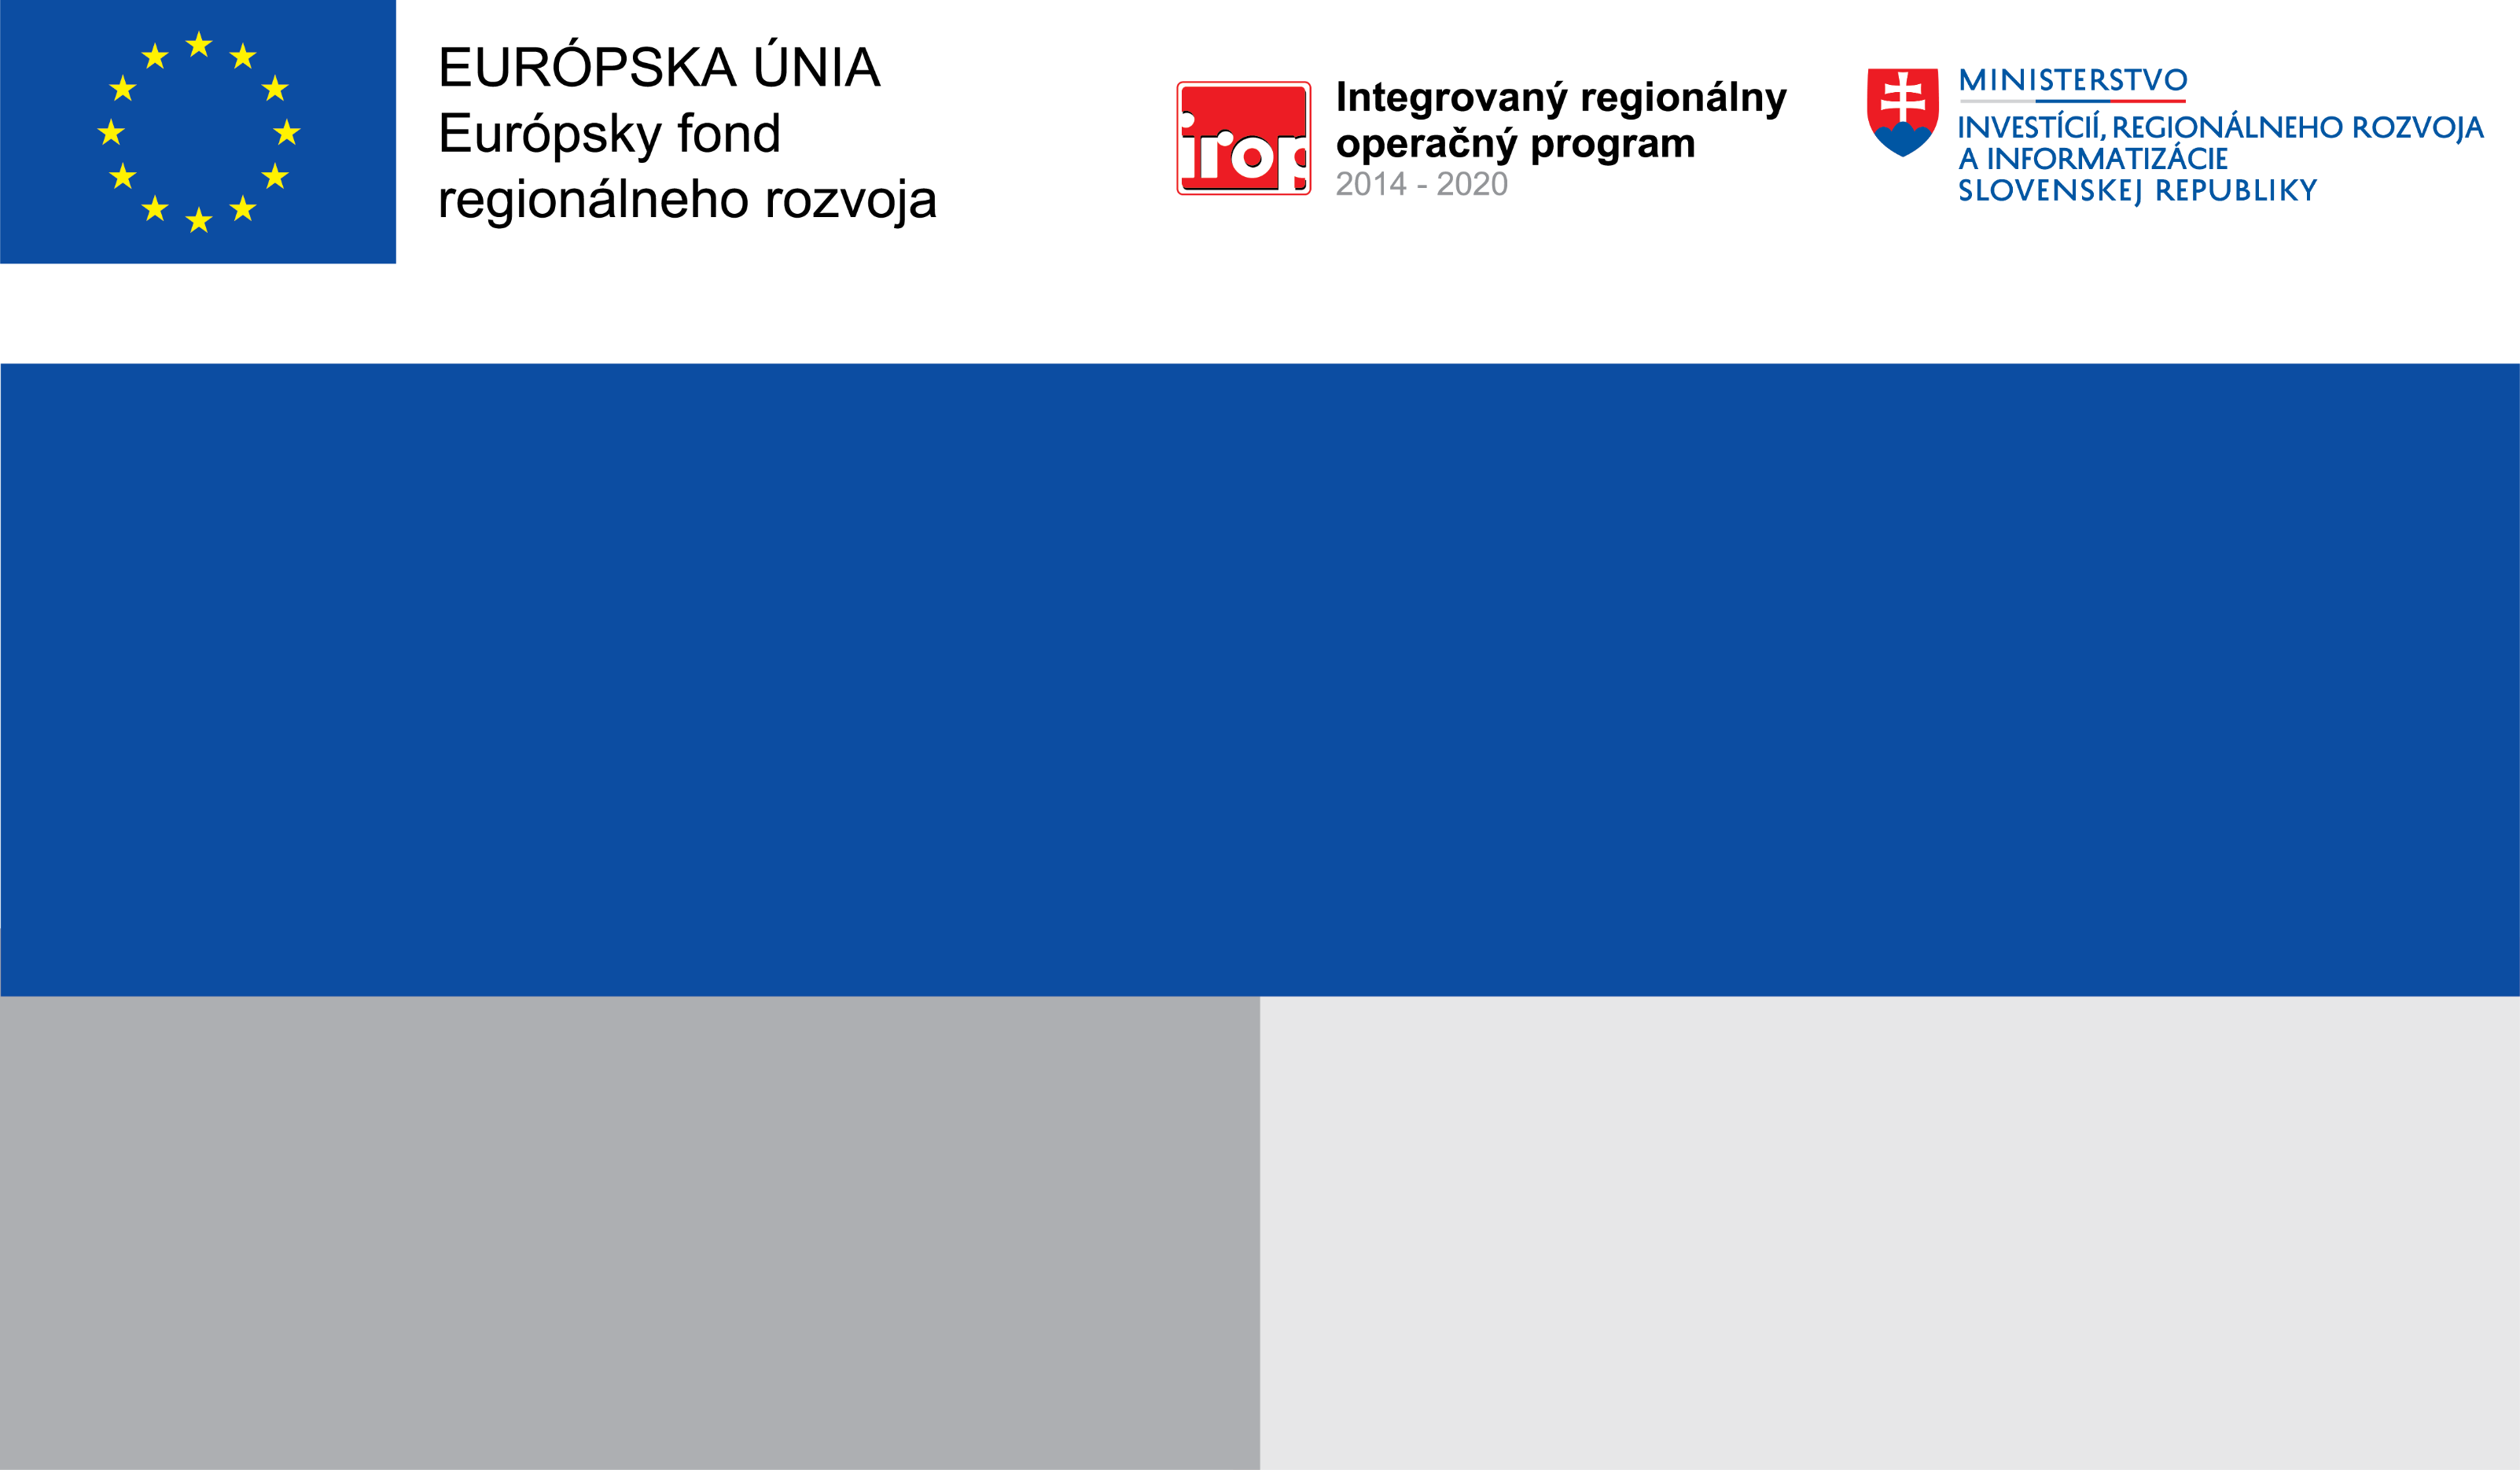 EURÓPSKA ÚNIA
Európsky fond
regionálneho rozvoja
irop
Integrovaný regionálny
operačný program
2014 - 2020
MINISTERSTVO
INVESTÍCIÍ, REGIONÁLNEHO ROZVOJA
A INFORMATIZÁCIE
SLOVENSKEJ REPUBLIKY